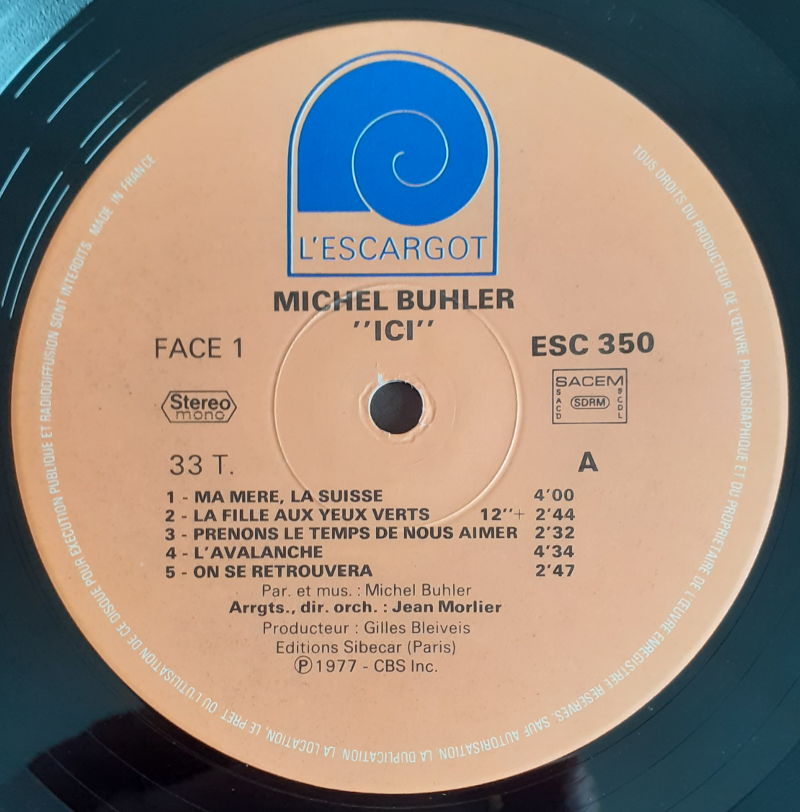 L'ESCARGOT
MICHEL BUHLER
"ICI"
FACE 1
ESC 350
Stereo
mono
SACEM
SACD
SDRM
SCDL
33 T.
A
1 - MA MERE, LA SUISSE 4'00
2 - LA FILLE AUX YEUX VERTS 12"+ 2'44
3 - PRENONS LE TEMPS DE NOUS AIMER 2'32
4 - L'AVALANCHE 4'34
5 - ON SE RETROUVERA 2'47
Par. et mus. : Michel Buhler
Arrgts., dir. orch. : Jean Morlier
Producteur : Gilles Bleiveis
Editions Sibecar (Paris)
Ⓟ 1977 - CBS Inc.
TOUS DROITS DU PRODUCTEUR DE L'ŒUVRE PHONOGRAPHIQUE ET DU PROPRIETAIRE DE L'ŒUVRE ENREGISTREE RESERVES. SAUF AUTORISATION, LA DUPLICATION, LA LOCATION, LE PRET OU L'UTILISATION DE CE DISQUE POUR EXECUTION PUBLIQUE ET RADIODIFFUSION SONT INTERDITS. MADE IN FRANCE.